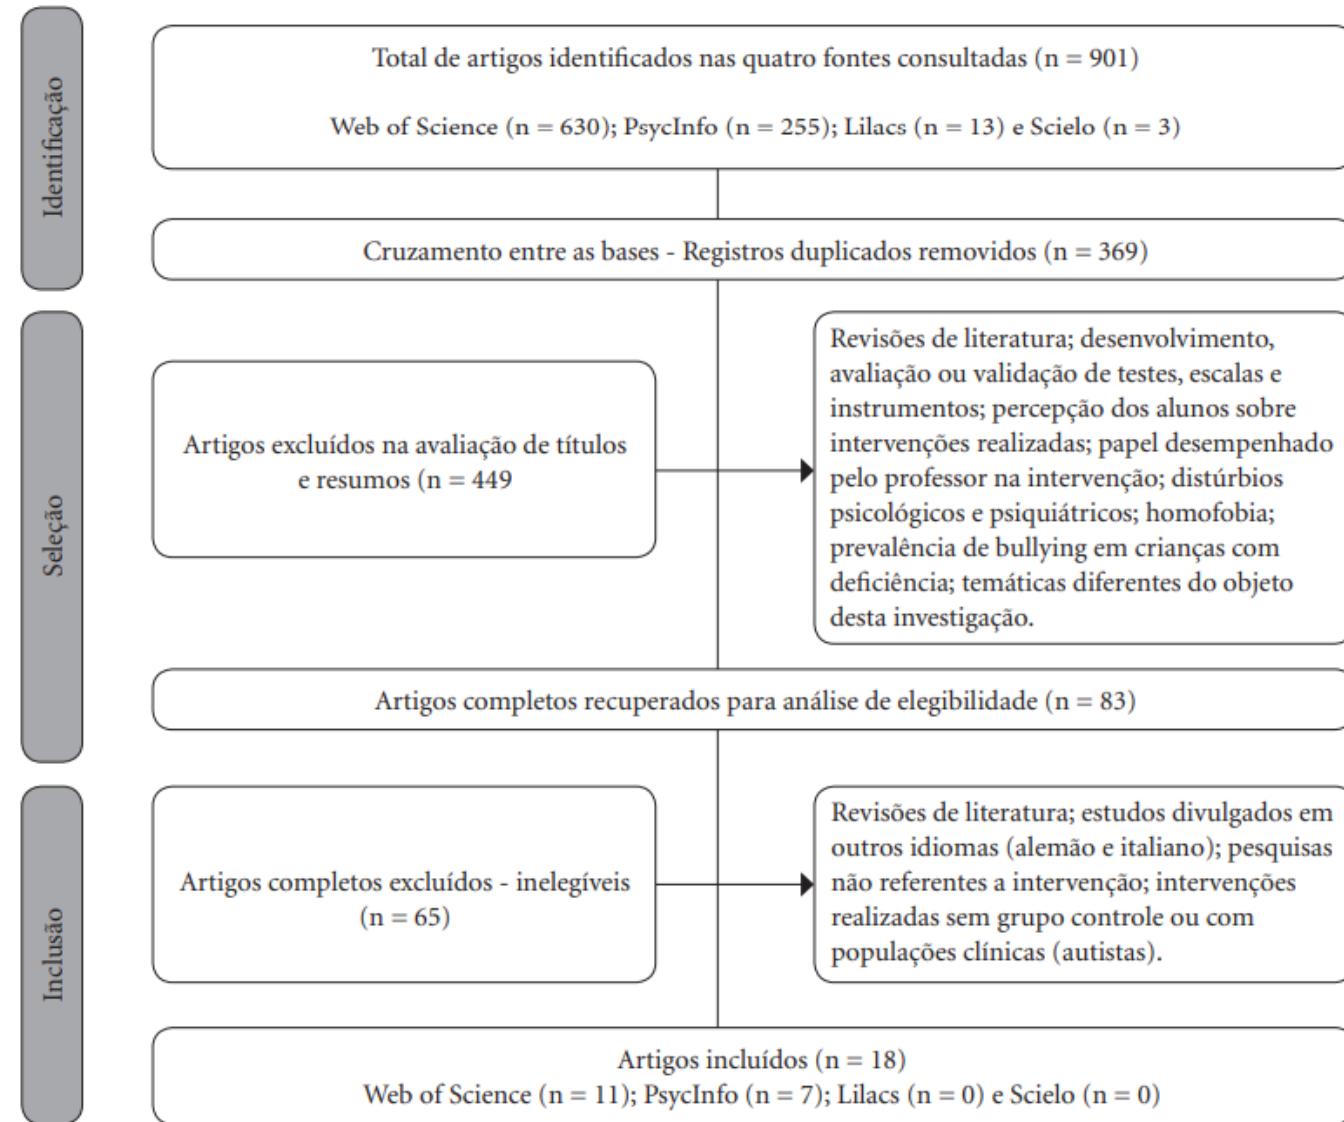 Identificação
Total de artigos identificados nas quatro fontes consultadas (n = 901)
Web of Science (n = 630); PsycInfo (n = 255); Lilacs (n = 13) e Scielo (n = 3)
Cruzamento entre as bases - Registros duplicados removidos (n = 369)
Seleção
Artigos excluídos na avaliação de títulos
e resumos (n = 449
Revisões de literatura; desenvolvimento,
avaliação ou validação de testes, escalas e
instrumentos; percepção dos alunos sobre
intervenções realizadas; papel desempenhado
pelo professor na intervenção; distúrbios
psicológicos e psiquiátricos; homofobia;
prevalência de bullying em crianças com
deficiência; temáticas diferentes do objeto
desta investigação.
Artigos completos recuperados para análise de elegibilidade (n = 83)
Inclusão
Artigos completos excluídos - inelegíveis
(n = 65)
Revisões de literatura; estudos divulgados em
outros idiomas (alemão e italiano); pesquisas
não referentes a intervenção; intervenções
realizadas sem grupo controle ou com
populações clínicas (autistas).
Artigos incluídos (n = 18)
Web of Science (n = 11); PsycInfo (n = 7); Lilacs (n = 0) e Scielo (n = 0)